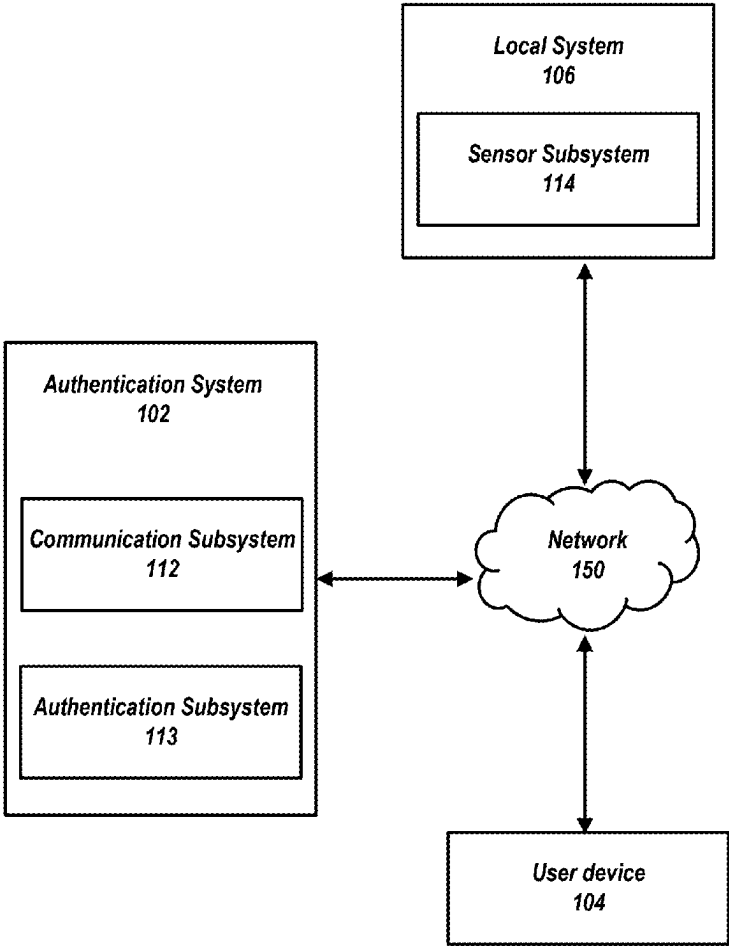 Local System
106
Sensor Subsystem
114
Authentication System
102
Communication Subsystem
112
Authentication Subsystem
113
Network
150
User device
104